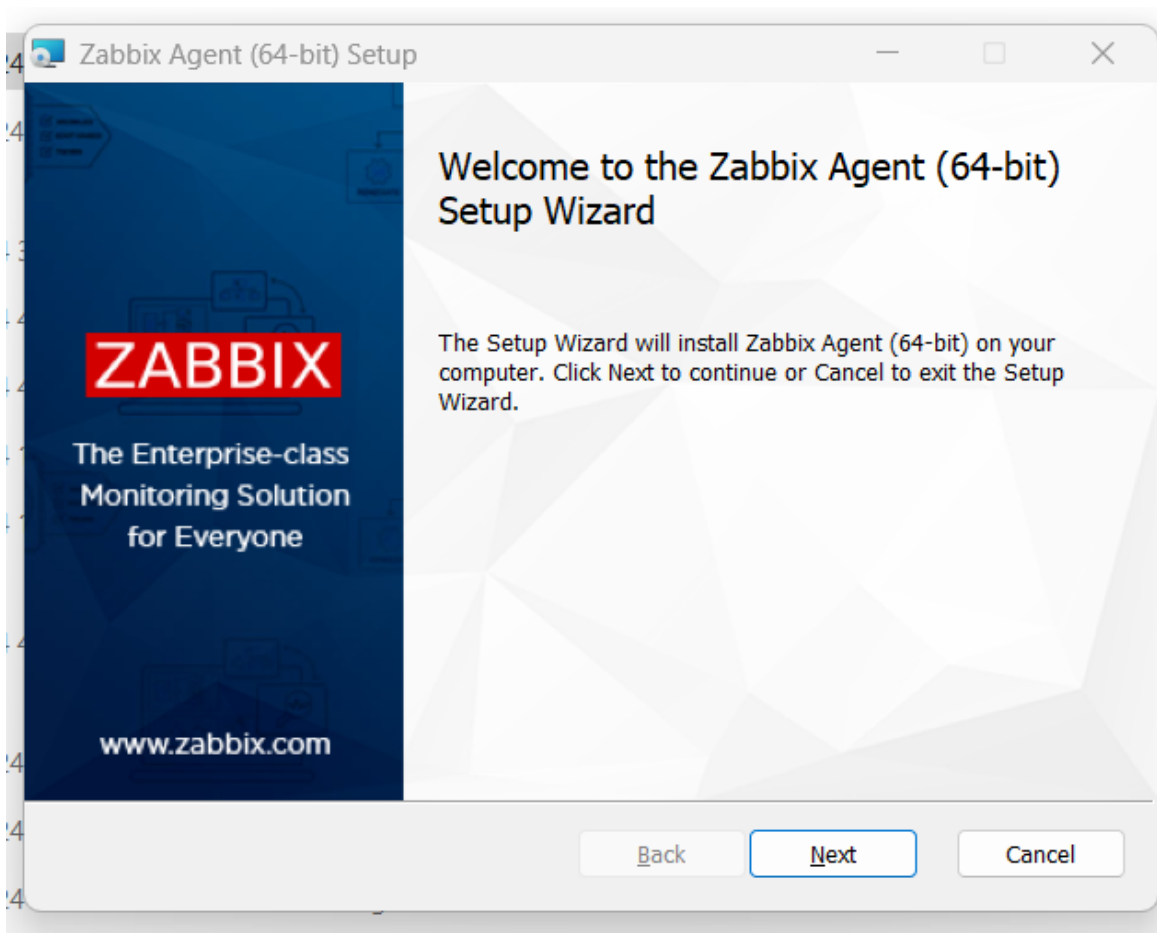 Zabbix Agent (64-bit) Setup
Welcome to the Zabbix Agent (64-bit)
Setup Wizard
The Setup Wizard will install Zabbix Agent (64-bit) on your
computer. Click Next to continue or Cancel to exit the Setup
Wizard.
ZABBIX
The Enterprise-class
Monitoring Solution
for Everyone
www.zabbix.com
Back
Next
Cancel